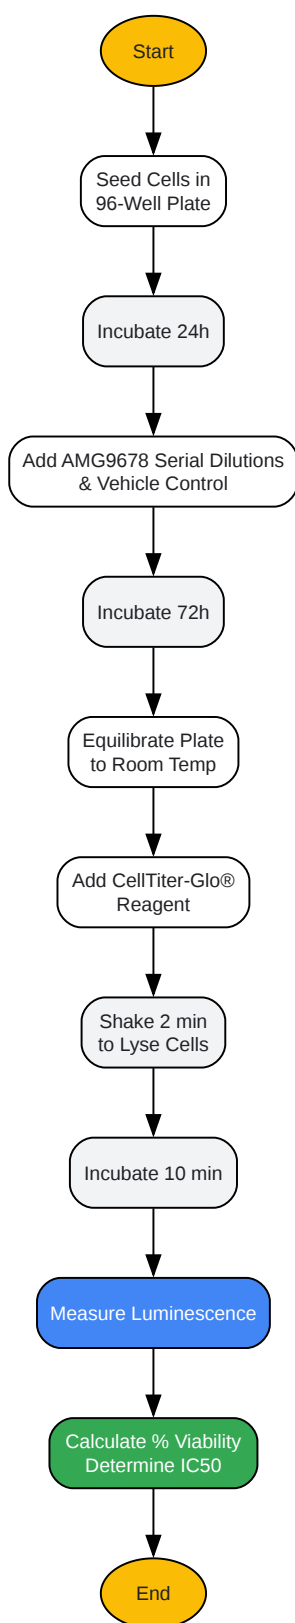 Start
Seed Cells in
96-Well Plate
Incubate 24h
Add AMG9678 Serial Dilutions
& Vehicle Control
Incubate 72h
Equilibrate Plate
to Room Temp
Add CellTiter-Glo®
Reagent
Shake 2 min
to Lyse Cells
Incubate 10 min
Measure Luminescence
Calculate % Viability
Determine IC50
End